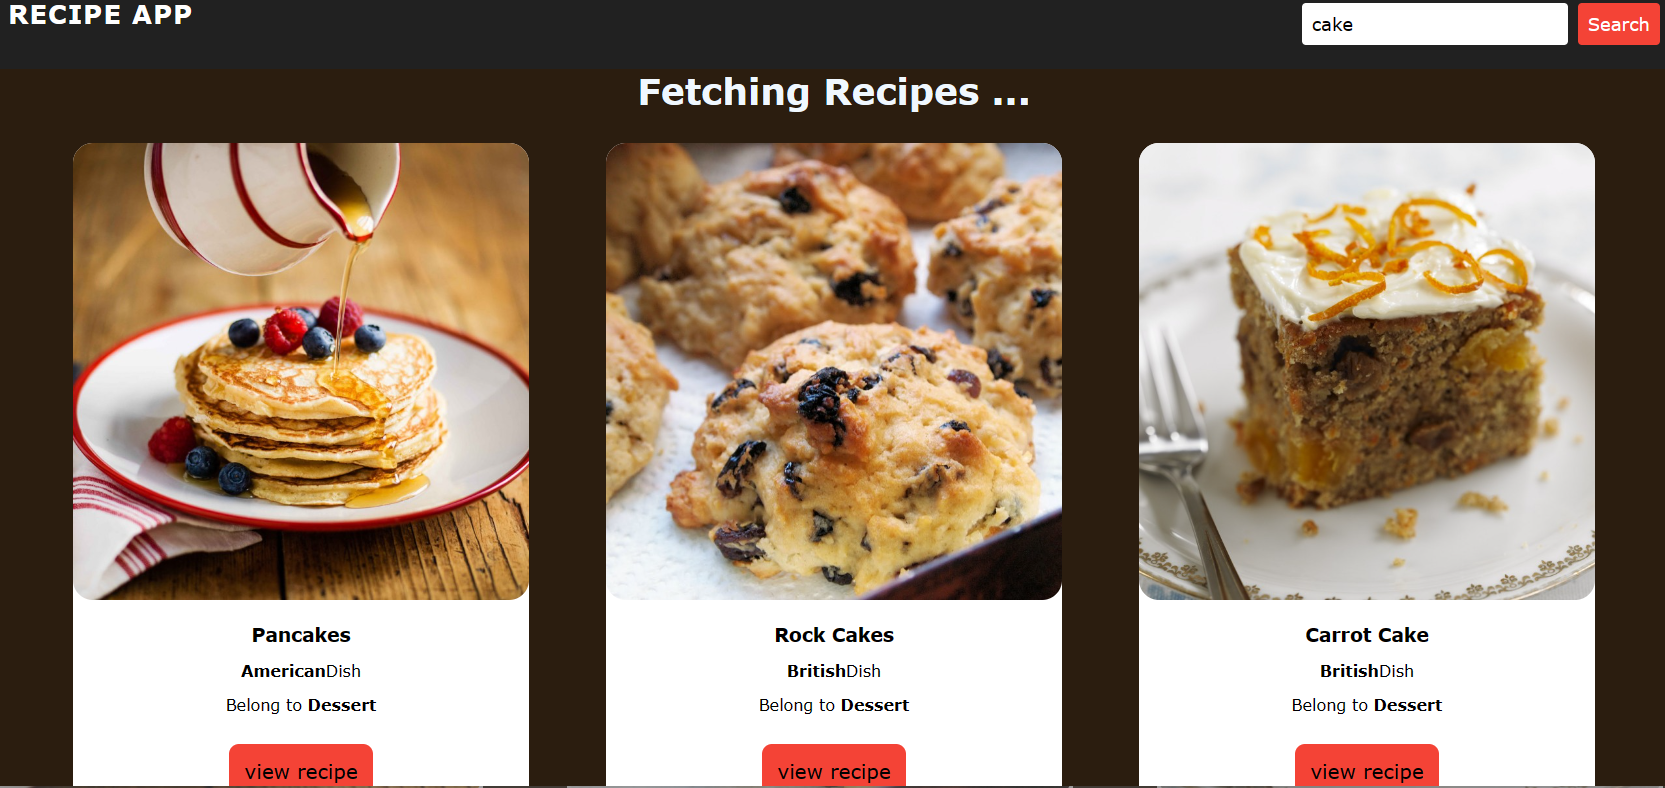 RECIPE APP
cake
Search
Fetching Recipes ...
Pancakes
AmericanDish
Belong to Dessert
view recipe
Rock Cakes
BritishDish
Belong to Dessert
view recipe
Carrot Cake
BritishDish
Belong to Dessert
view recipe